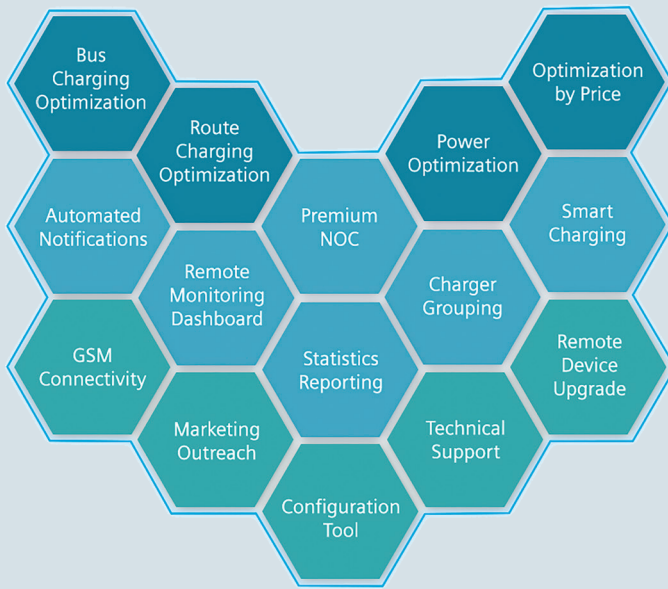 Bus
Charging
Optimization
Optimization
by Price
Route
Charging
Optimization
Power
Optimization
Automated
Notifications
Premium
NOC
Smart
Charging
Remote
Monitoring
Dashboard
Charger
Grouping
GSM
Connectivity
Statistics
Reporting
Remote
Device
Upgrade
Marketing
Outreach
Technical
Support
Configuration
Tool